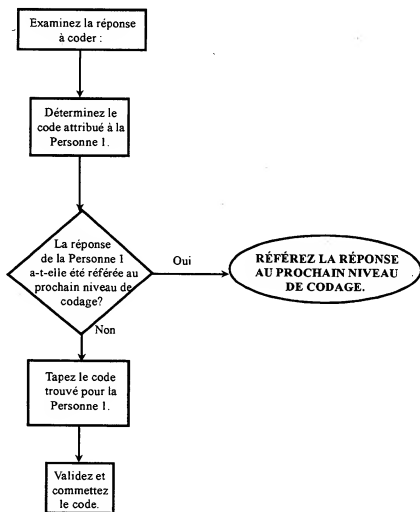 Examinez la réponse
à coder :
Déterminez le
code attribué à la
Personne 1.
La réponse
de la Personne 1
a-t-elle été référée au
prochain niveau de
codage?
Oui
RÉFÉREZ LA RÉPONSE
AU PROCHAIN NIVEAU
DE CODAGE.
Non
Tapez le code
trouvé pour la
Personne 1.
Validez et
commettez
le code.